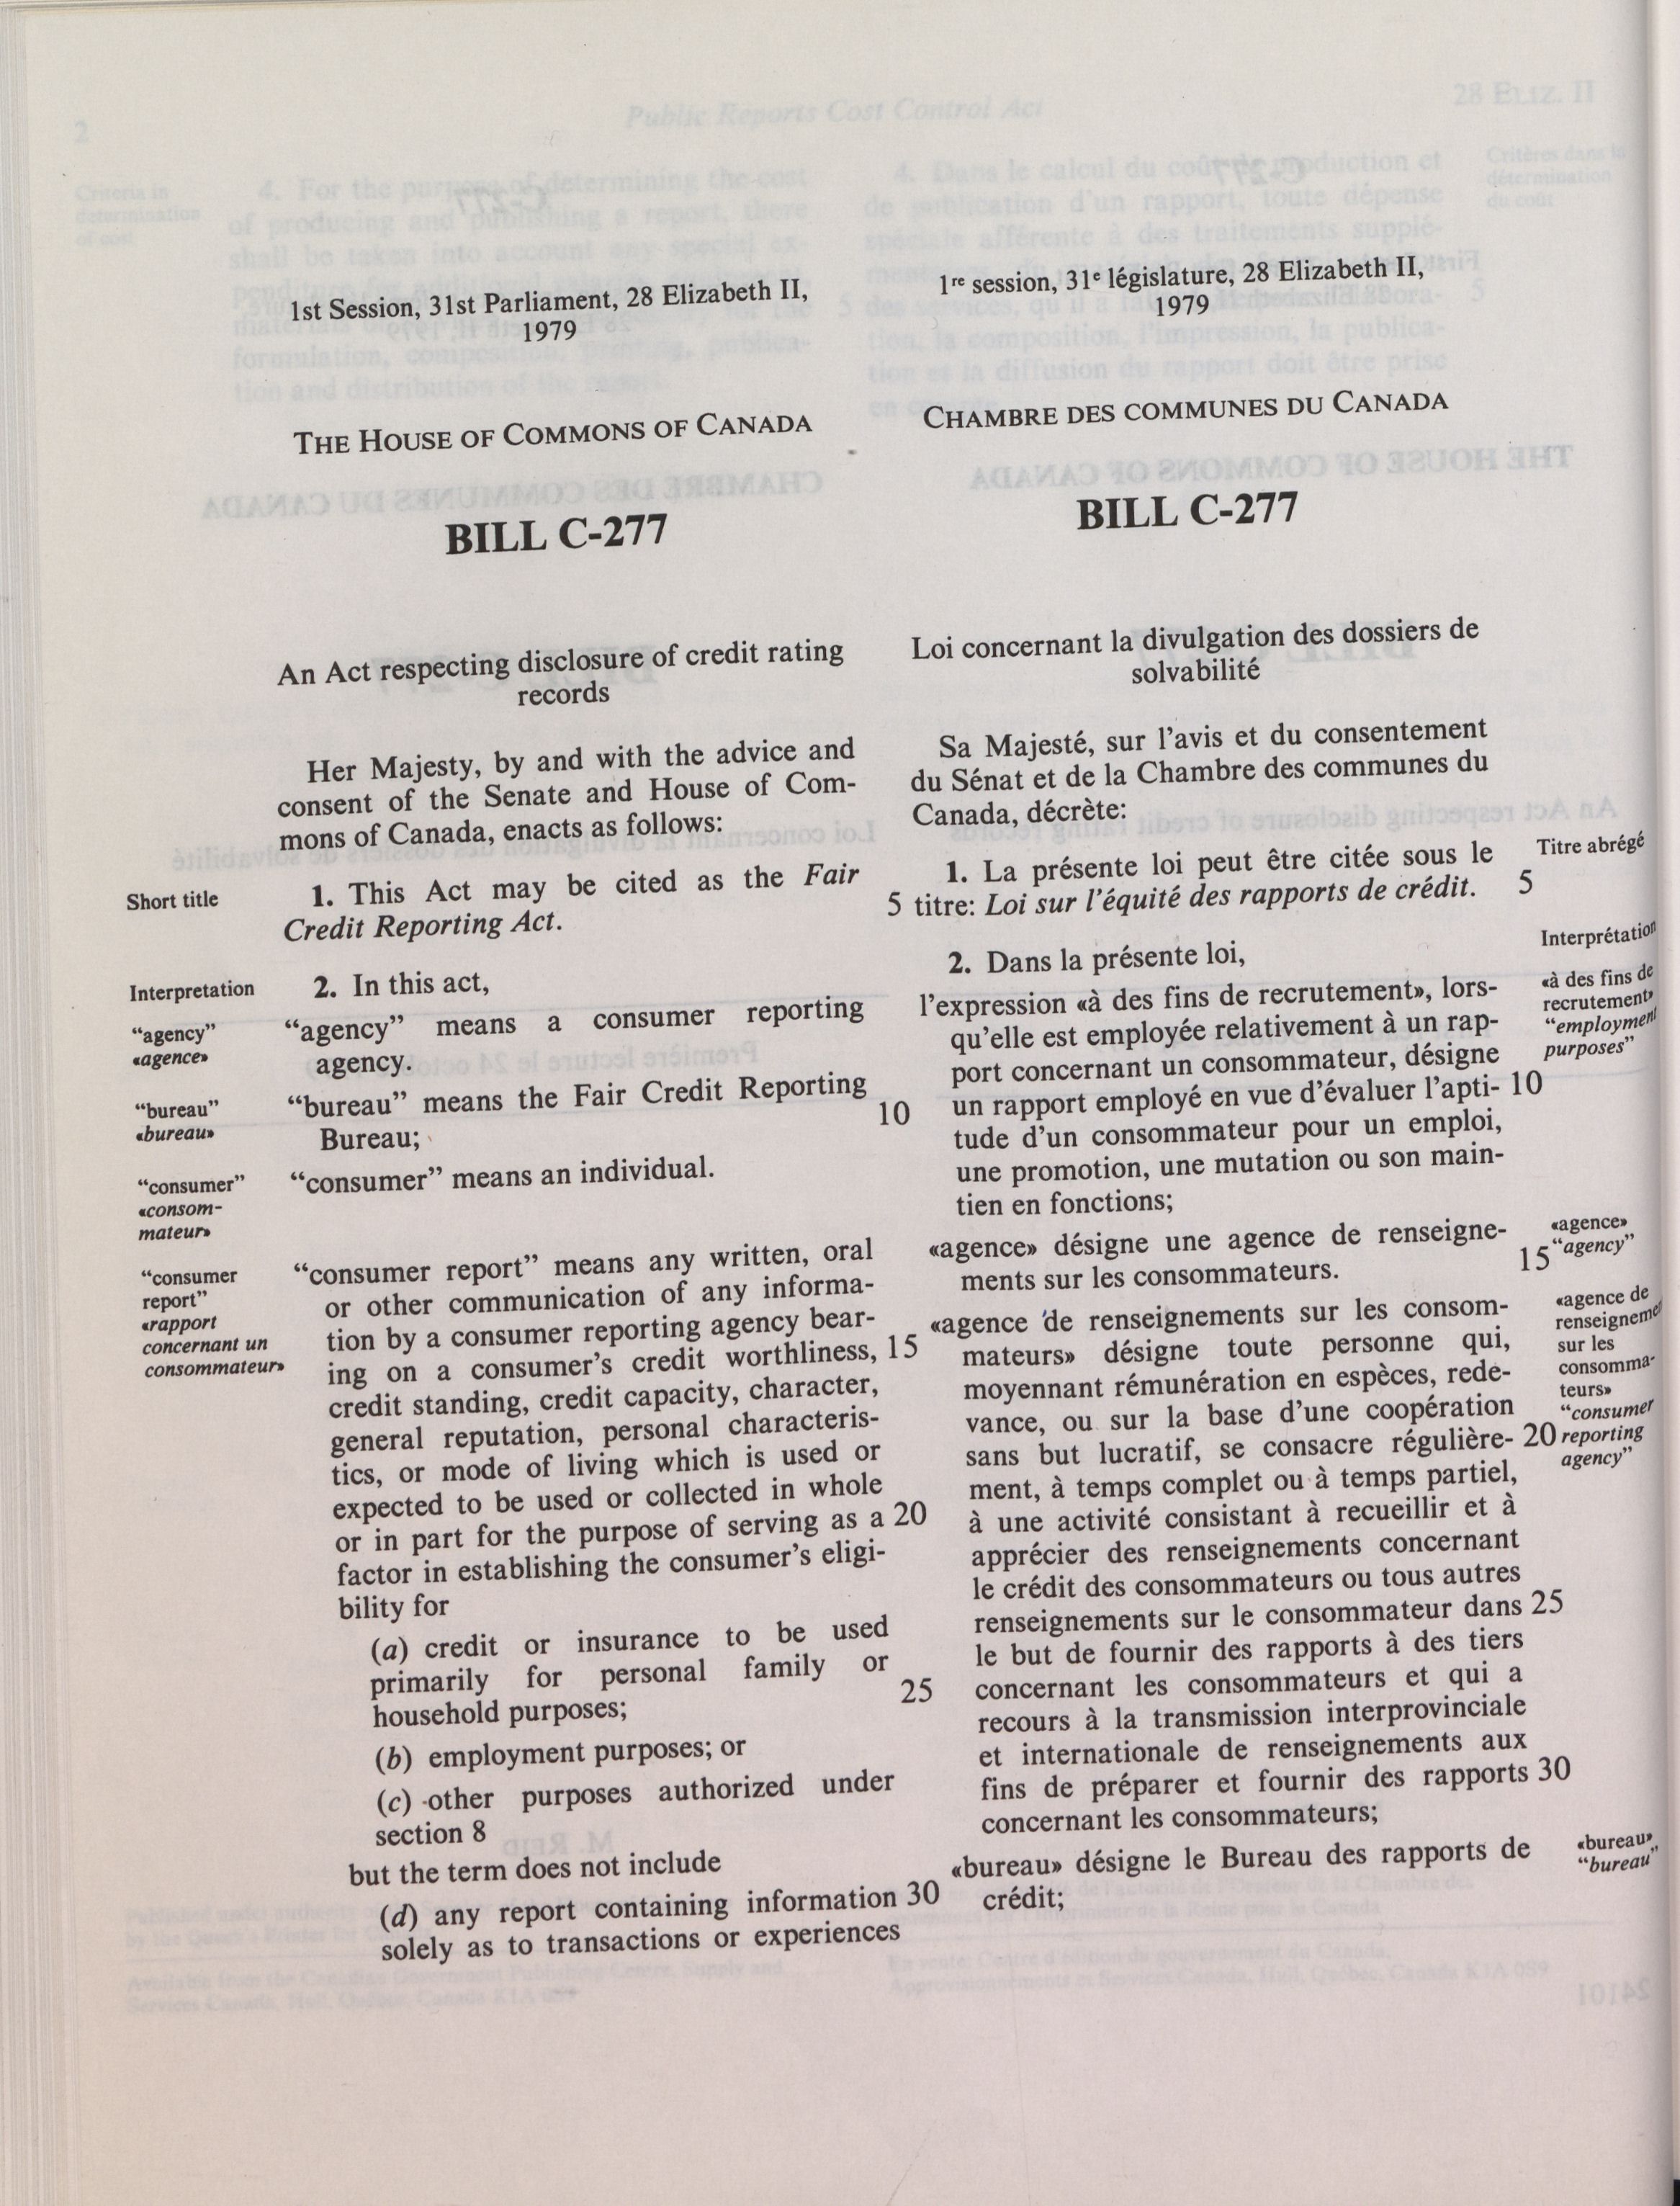 1st Session, 31st Parliament, 28 Elizabeth II,
1979
THE HOUSE OF COMMONS OF CANADA
BILL C-277
An Act respecting disclosure of credit rating
records
Her Majesty, by and with the advice and
consent of the Senate and House of Com-
mons of Canada, enacts as follows:
Short title
1. This Act may be cited as the Fair
Credit Reporting Act.
5
Interpretation
2. In this act,
“agency”
«agence»
“agency” means a consumer reporting
agency.
“bureau”
«bureau»
“bureau” means the Fair Credit Reporting
Bureau;
10
“consumer”
«consom-
mateur»
“consumer” means an individual.
“consumer
report”
«rapport
concernant un
consommateur»
“consumer report” means any written, oral
or other communication of any informa-
tion by a consumer reporting agency bear-
ing on a consumer’s credit worthliness, 15
credit standing, credit capacity, character,
general reputation, personal characteris-
tics, or mode of living which is used or
expected to be used or collected in whole
or in part for the purpose of serving as a 20
factor in establishing the consumer’s eligi-
bility for
(a) credit or insurance to be used
primarily for personal family or
household purposes;
25
(b) employment purposes; or
(c) other purposes authorized under
section 8
but the term does not include
(d) any report containing information 30
solely as to transactions or experiences
1re session, 31e législature, 28 Elizabeth II,
1979
CHAMBRE DES COMMUNES DU CANADA
BILL C-277
Loi concernant la divulgation des dossiers de
solvabilité
Sa Majesté, sur l’avis et du consentement
du Sénat et de la Chambre des communes du
Canada, décrète:
1. La présente loi peut être citée sous le
titre: Loi sur l’équité des rapports de crédit. 5
Titre abrégé
2. Dans la présente loi,
Interprétation
l’expression «à des fins de recrutement», lors-
qu’elle est employée relativement à un rap-
port concernant un consommateur, désigne
un rapport employé en vue d’évaluer l’apti- 10
tude d’un consommateur pour un emploi,
une promotion, une mutation ou son main-
tien en fonctions;
«à des fins de
recrutement»
“employment
purposes”
«agence» désigne une agence de renseigne-
ments sur les consommateurs.
15
«agence»
“agency”
«agence de renseignements sur les consom-
mateurs» désigne toute personne qui,
moyennant rémunération en espèces, rede-
vance, ou sur la base d’une coopération
sans but lucratif, se consacre régulière- 20
ment, à temps complet ou à temps partiel,
à une activité consistant à recueillir et à
apprécier des renseignements concernant
le crédit des consommateurs ou tous autres
renseignements sur le consommateur dans 25
le but de fournir des rapports à des tiers
concernant les consommateurs et qui a
recours à la transmission interprovinciale
et internationale de renseignements aux
fins de préparer et fournir des rapports 30
concernant les consommateurs;
«agence de
sur les
consomma-
teurs»
“consumer
reporting
agency”
«bureau» désigne le Bureau des rapports de
crédit;
«bureau»
“bureau”